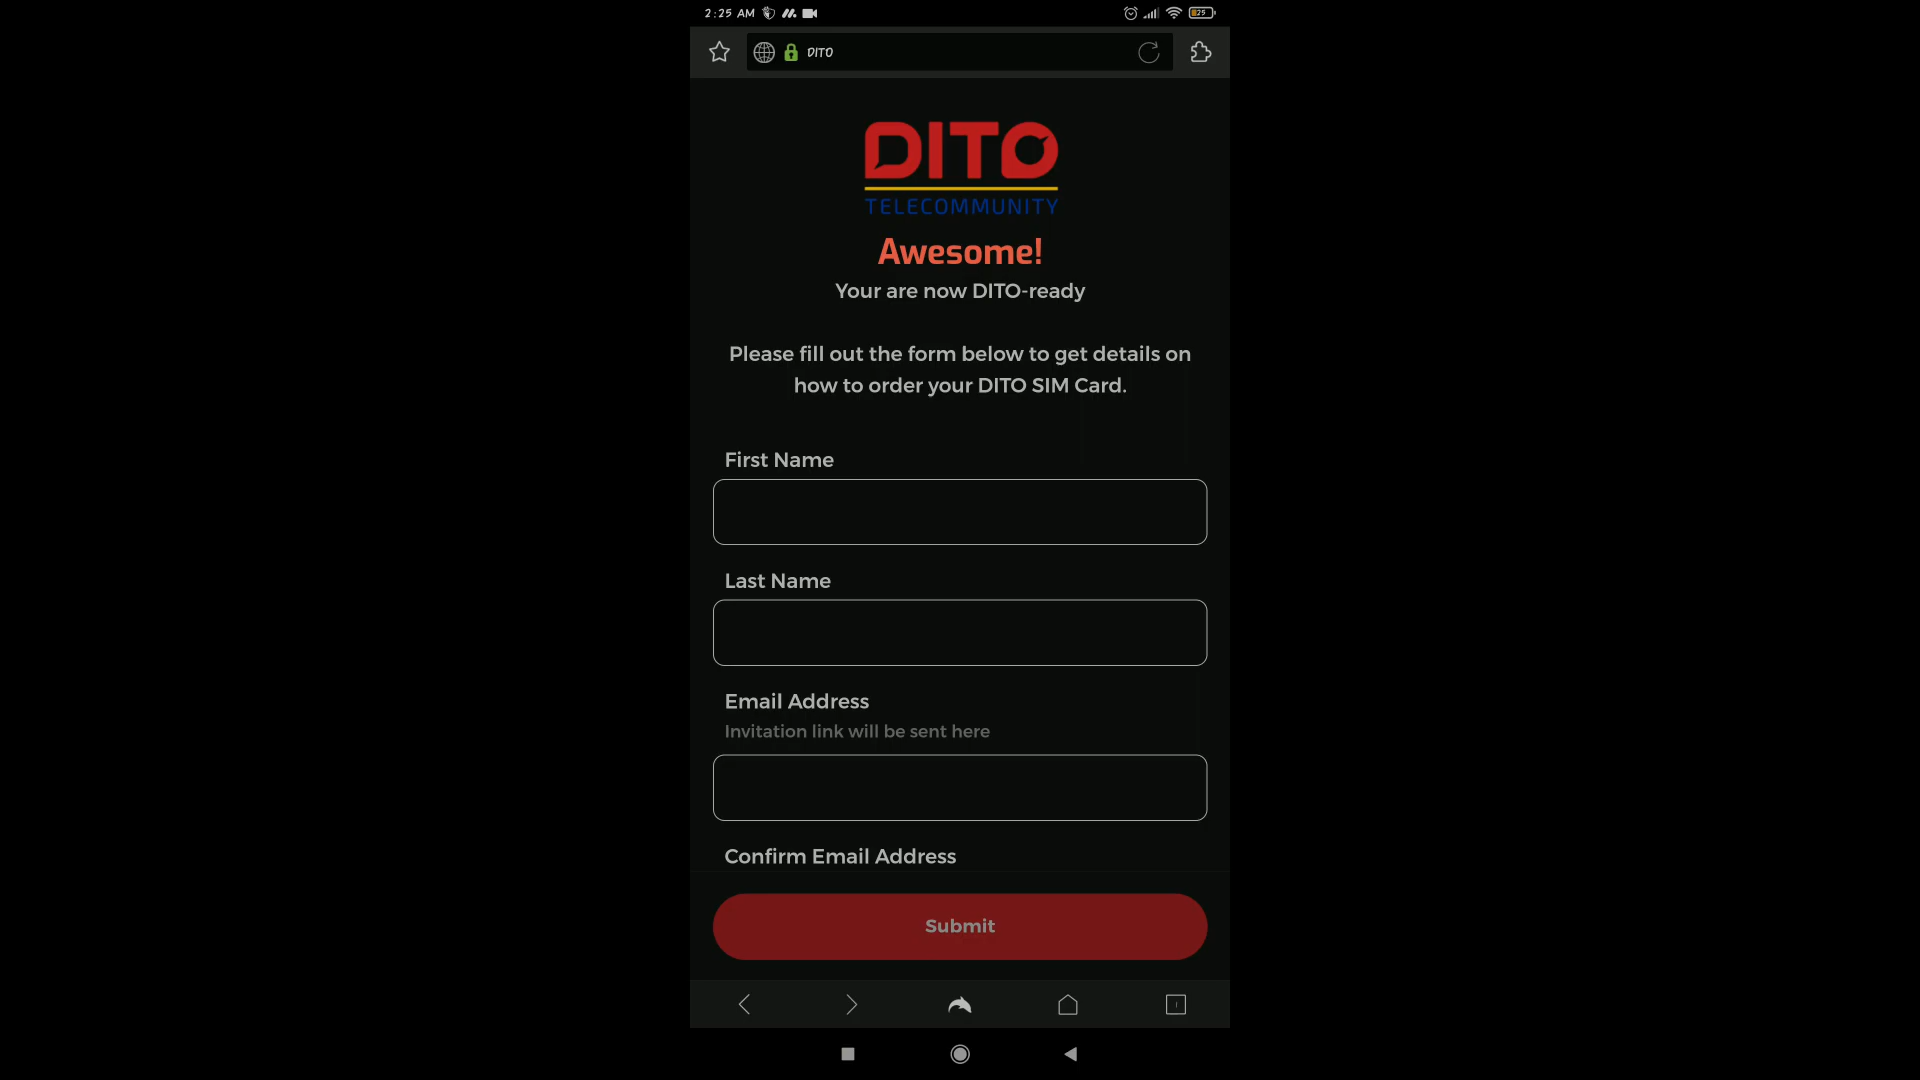 2:25 AM
25
DITO
DITO
TELECOMMUNITY
Awesome!
Your are now DITO-ready
Please fill out the form below to get details on
how to order your DITO SIM Card.
First Name
Last Name
Email Address
Invitation link will be sent here
Confirm Email Address
Submit